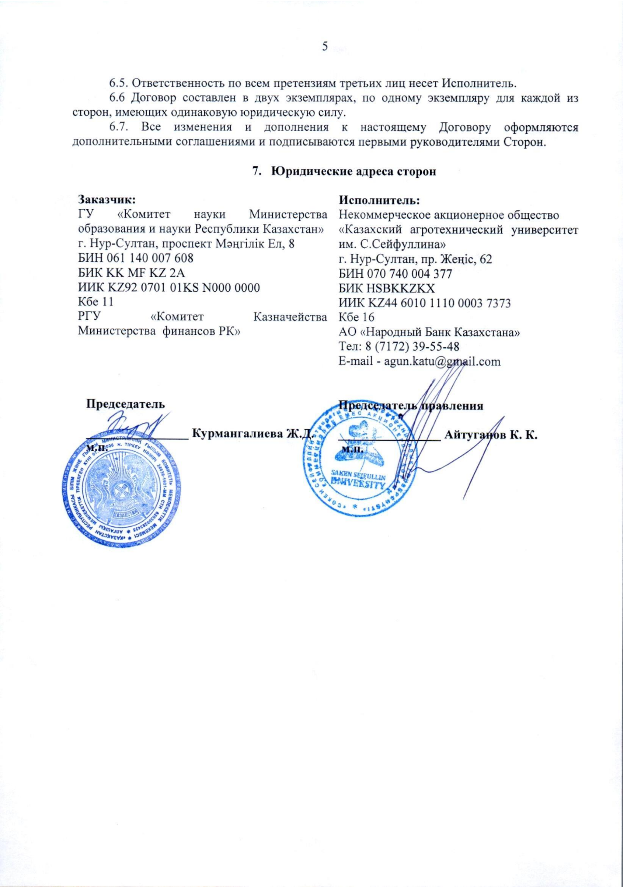 5
6.5. Ответственность по всем претензиям третьих лиц несет Исполнитель.
6.6 Договор составлен в двух экземплярах, по одному экземпляру для каждой из
сторон, имеющих одинаковую юридическую силу.
6.7. Все изменения и дополнения к настоящему Договору оформляются
дополнительными соглашениями и подписываются первыми руководителями Сторон.
7. Юридические адреса сторон
Заказчик:
ГУ «Комитет науки Министерства
образования и науки Республики Казахстан»
г. Нур-Султан, проспект Мәңгілік Ел, 8
БИН 061 140 007 608
БИК KK MF KZ 2A
ИИК KZ92 0701 01KS N000 0000
Кбе 11
РГУ «Комитет Казначейства
Министерства финансов РК»
Исполнитель:
Некоммерческое акционерное общество
«Казахский агротехнический университет
им. С.Сейфуллина»
г. Нур-Султан, пр. Жеңіс, 62
БИН 070 740 004 377
БИК HSBKKZKX
ИИК KZ44 6010 1110 0003 7373
Кбе 16
АО «Народный Банк Казахстана»
Тел: 8 (7172) 39-55-48
E-mail - agun.katu@gmail.com
Председатель
Курмангалиева Ж.Д.
м.п.
Председатель правления
Айтуганов К. К.
м.п.
SAKEN SEIFULLIN
UNIVERSITY